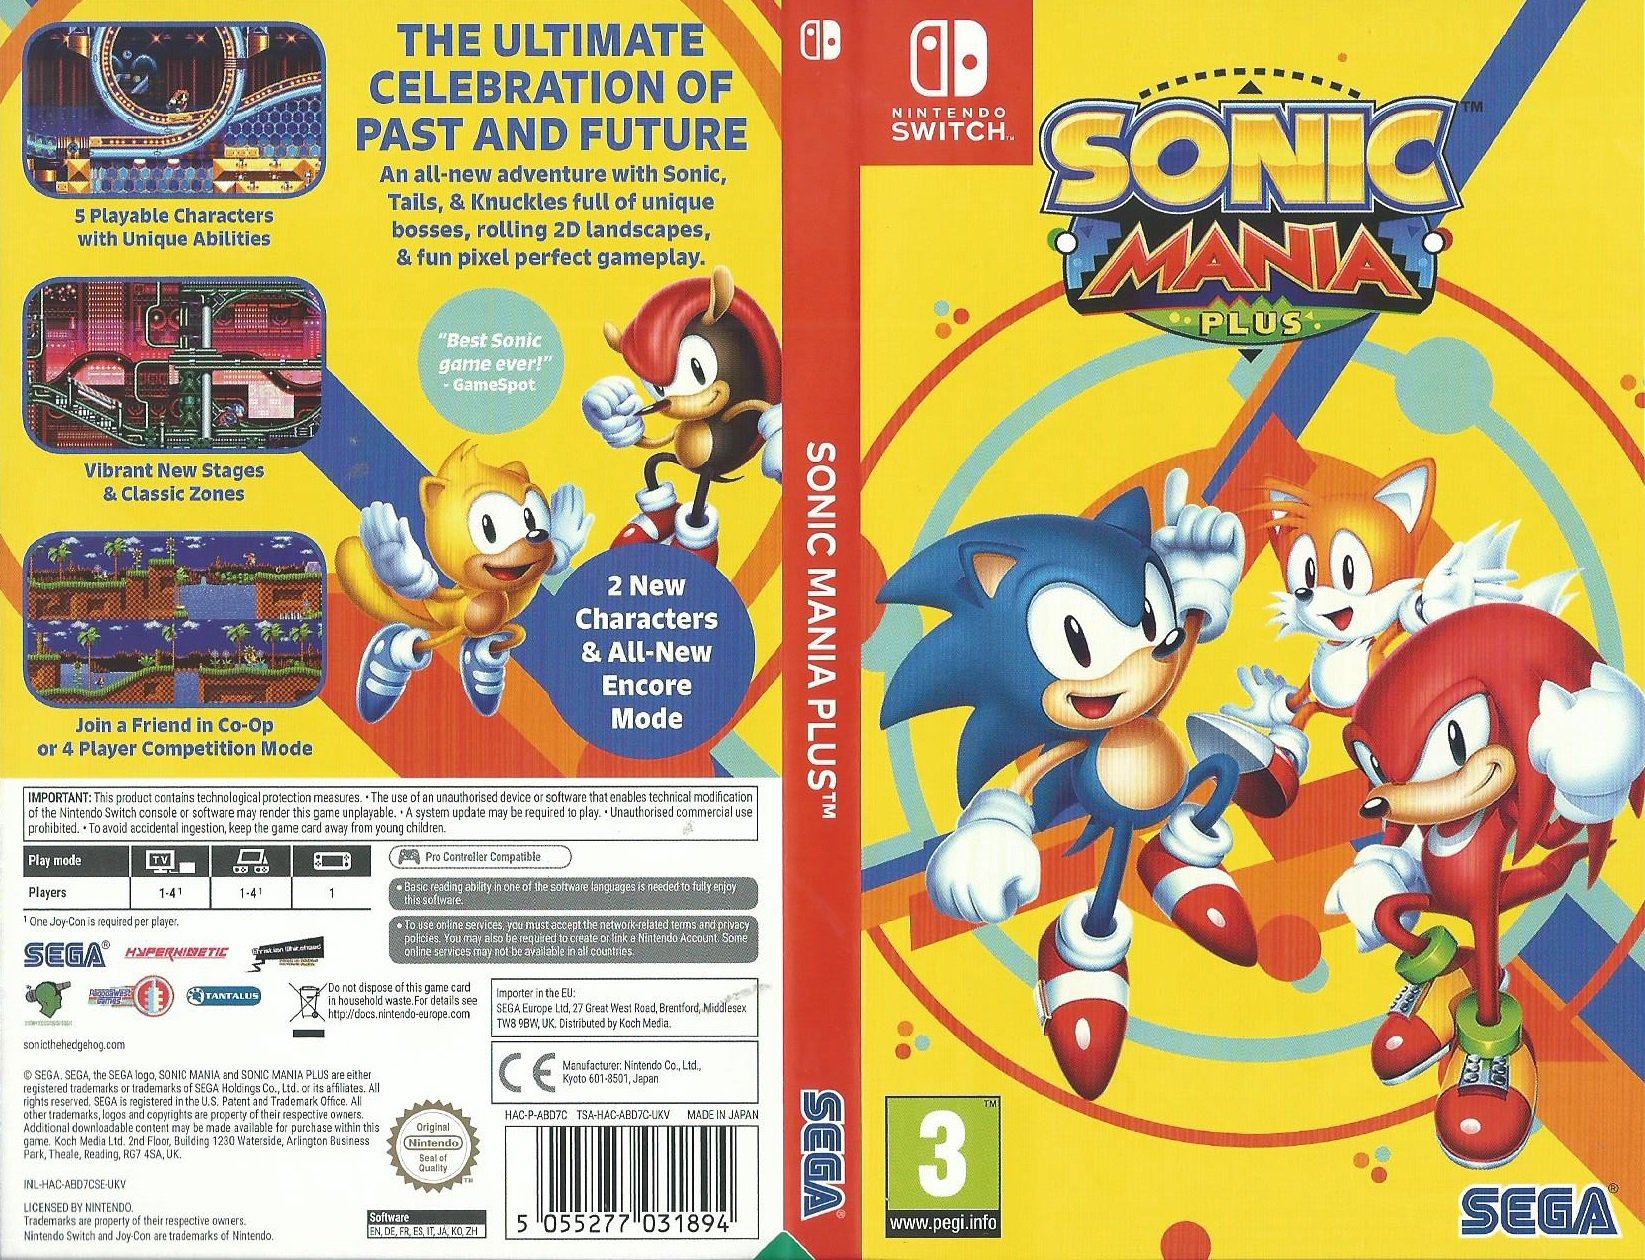 THE ULTIMATE
CELEBRATION OF
PAST AND FUTURE
An all-new adventure with Sonic,
Tails, & Knuckles full of unique
bosses, rolling 2D landscapes,
& fun pixel perfect gameplay.
5 Playable Characters
with Unique Abilities
"Best Sonic
game ever!"
- GameSpot
Vibrant New Stages
& Classic Zones
2 New
Characters
& All-New
Encore
Mode
Join a Friend in Co-Op
or 4 Player Competition Mode
IMPORTANT: This product contains technological protection measures. • The use of an unauthorised device or software that enables technical modification
of the Nintendo Switch console or software may render this game unplayable. • A system update may be required to play. • Unauthorised commercial use
prohibited. • To avoid accidental ingestion, keep the game card away from young children.
Play mode TV
Players 1-4¹ 1-4¹ 1
¹ One Joy-Con is required per player.
Pro Controller Compatible
• Basic reading ability in one of the software languages is needed to fully enjoy
this software.
• To use online services, you must accept the network-related terms and privacy
policies. You may also be required to create or link a Nintendo Account. Some
online services may not be available in all countries.
SEGA® HYPERKINETIC Christian Whitehead
PagodaWest
Games
TANTALUS
Do not dispose of this game card
in household waste. For details see
http://docs.nintendo-europe.com
Importer in the EU:
SEGA Europe Ltd, 27 Great West Road, Brentford, Middlesex
TW8 9BW, UK. Distributed by Koch Media.
sonicthehedgehog.com
CE
Manufacturer: Nintendo Co., Ltd.,
Kyoto 601-8501, Japan
© SEGA. SEGA, the SEGA logo, SONIC MANIA and SONIC MANIA PLUS are either
registered trademarks or trademarks of SEGA Holdings Co., Ltd. or its affiliates. All
rights reserved. SEGA is registered in the U.S. Patent and Trademark Office. All
other trademarks, logos and copyrights are property of their respective owners.
Additional downloadable content may be made available for purchase within this
game. Koch Media Ltd. 2nd Floor, Building 1230 Waterside, Arlington Business
Park, Theale, Reading, RG7 4SA, UK.
INL-HAC-ABD7CSE-UKV
LICENSED BY NINTENDO.
Trademarks are property of their respective owners.
Nintendo Switch and Joy-Con are trademarks of Nintendo.
Original
Nintendo
Seal of
Quality
TM
Software
EN, DE, FR, ES, IT, JA, KO, ZH
HAC-P-ABD7C TSA-HAC-ABD7C-UKV MADE IN JAPAN
5 055277 031894
SONIC MANIA PLUS™
SEGA®
NINTENDO
SWITCH™
SONIC™
MANIA
PLUS
3™
www.pegi.info
SEGA®